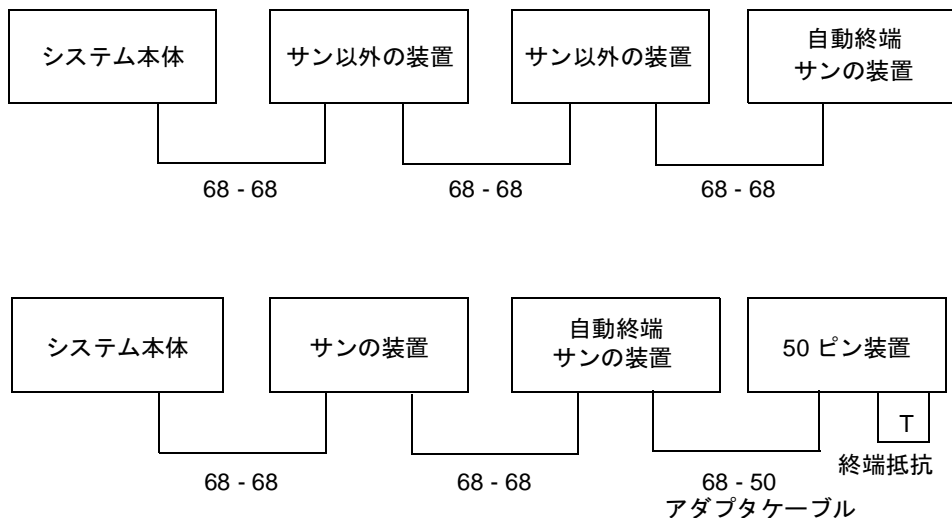 システム本体
サン以外の装置
サン以外の装置
自動終端
サンの装置
68 - 68
68 - 68
68 - 68
システム本体
サンの装置
自動終端
サンの装置
50 ピン装置
T
終端抵抗
68 - 68
68 - 68
68 - 50
アダプタケーブル